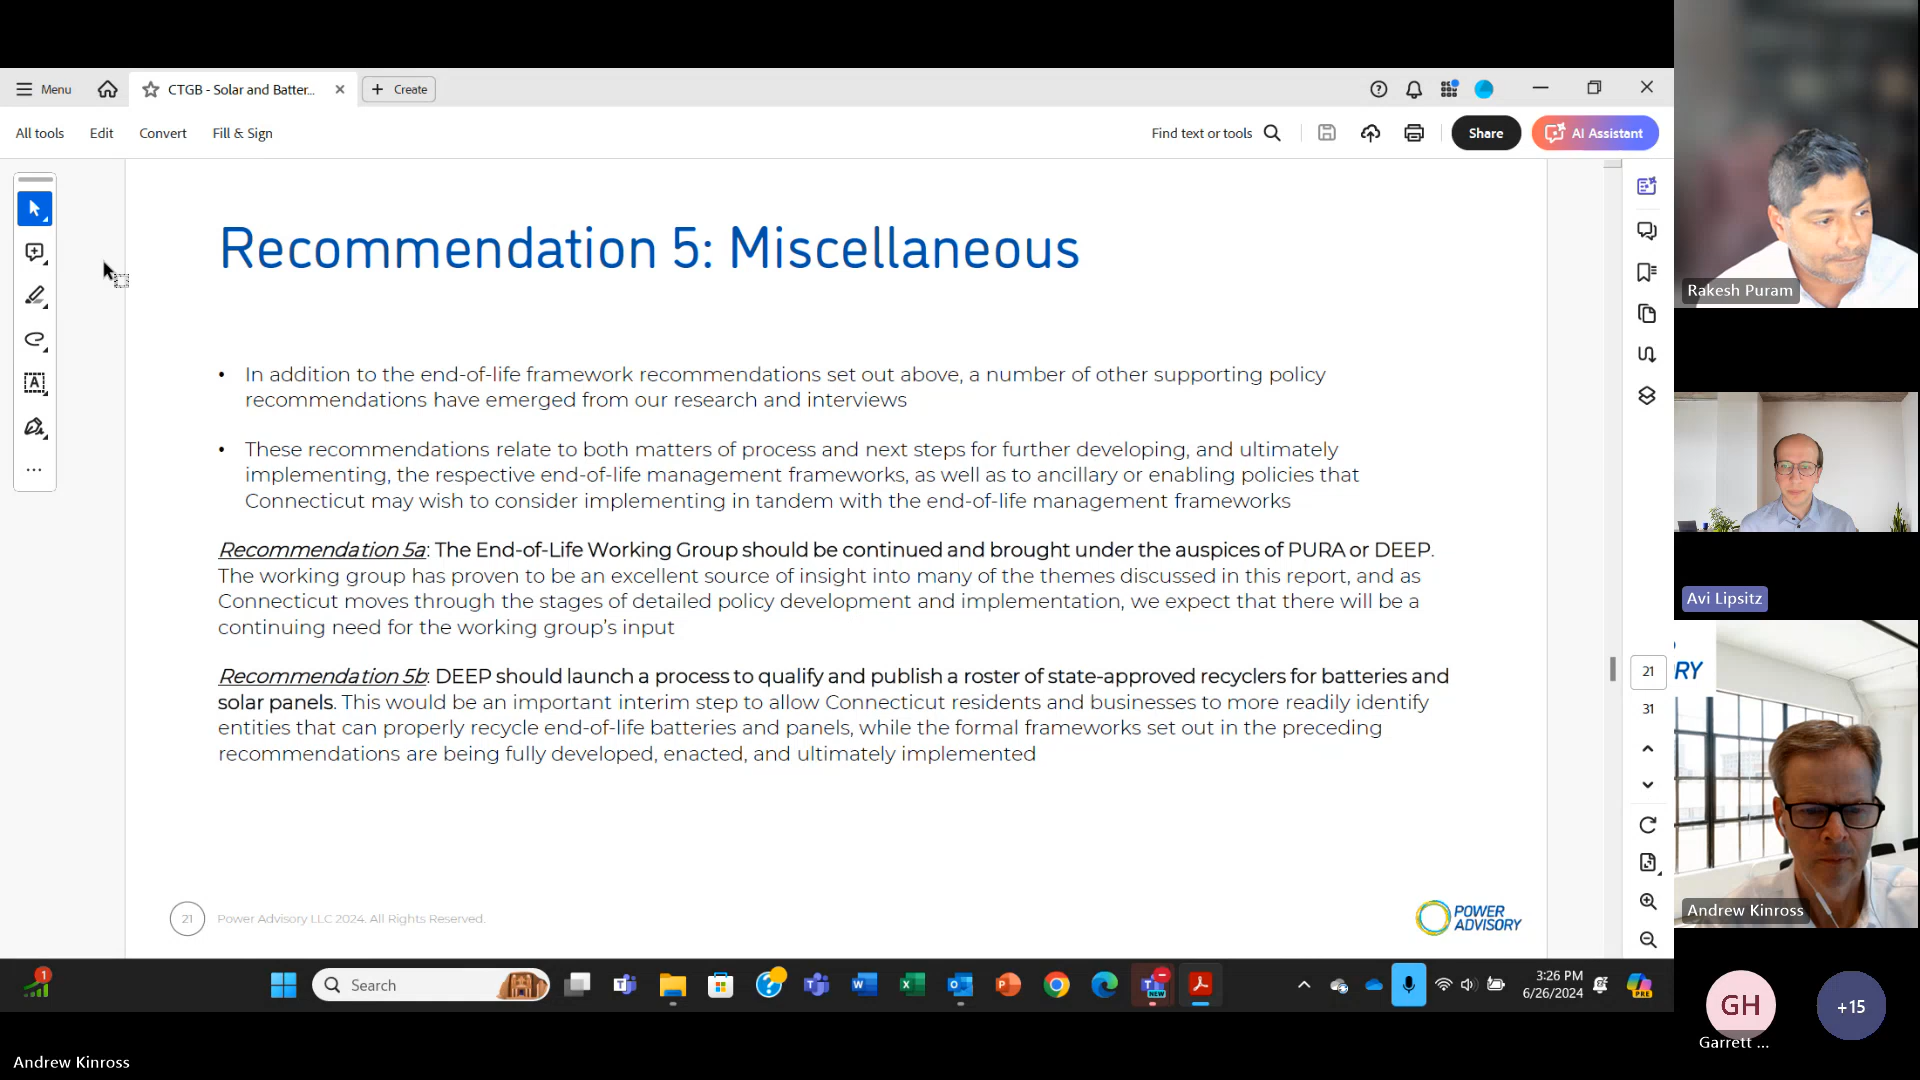 Menu
CTGB - Solar and Batter...
Create
All tools
Edit
Convert
Fill & Sign
Find text or tools
Share
AI Assistant
Recommendation 5: Miscellaneous
• In addition to the end-of-life framework recommendations set out above, a number of other supporting policy
recommendations have emerged from our research and interviews
• These recommendations relate to both matters of process and next steps for further developing, and ultimately
implementing, the respective end-of-life management frameworks, as well as to ancillary or enabling policies that
Connecticut may wish to consider implementing in tandem with the end-of-life management frameworks
Recommendation 5a: The End-of-Life Working Group should be continued and brought under the auspices of PURA or DEEP.
The working group has proven to be an excellent source of insight into many of the themes discussed in this report, and as
Connecticut moves through the stages of detailed policy development and implementation, we expect that there will be a
continuing need for the working group's input
Recommendation 5b: DEEP should launch a process to qualify and publish a roster of state-approved recyclers for batteries and
solar panels. This would be an important interim step to allow Connecticut residents and businesses to more readily identify
entities that can properly recycle end-of-life batteries and panels, while the formal frameworks set out in the preceding
recommendations are being fully developed, enacted, and ultimately implemented
21
Power Advisory LLC 2024. All Rights Reserved.
POWER
ADVISORY
21
31
Rakesh Puram
Avi Lipsitz
RY
Andrew Kinross
GH
Garrett ...
+15
1
Search
NEW
3:26 PM
6/26/2024
PRE
Andrew Kinross